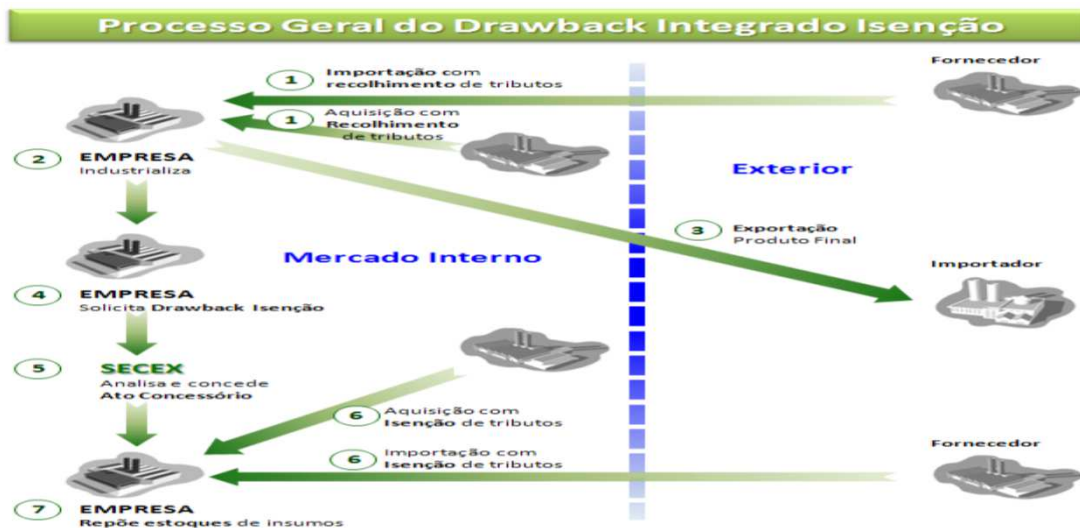 Processo Geral do Drawback Integrado Isenção
Fornecedor
1
Importação com
recolhimento de tributos
1
Aquisição com
Recolhimento
de tributos
2
EMPRESA
Industrializa
Exterior
3
Exportação
Produto Final
Mercado Interno
Importador
4
EMPRESA
Solicita Drawback Isenção
5
SECEX
Analisa e concede
Ato Concessório
6
Aquisição com
Isenção de tributos
6
Importação com
Isenção de tributos
Fornecedor
7
EMPRESA
Repõe estoques de insumos